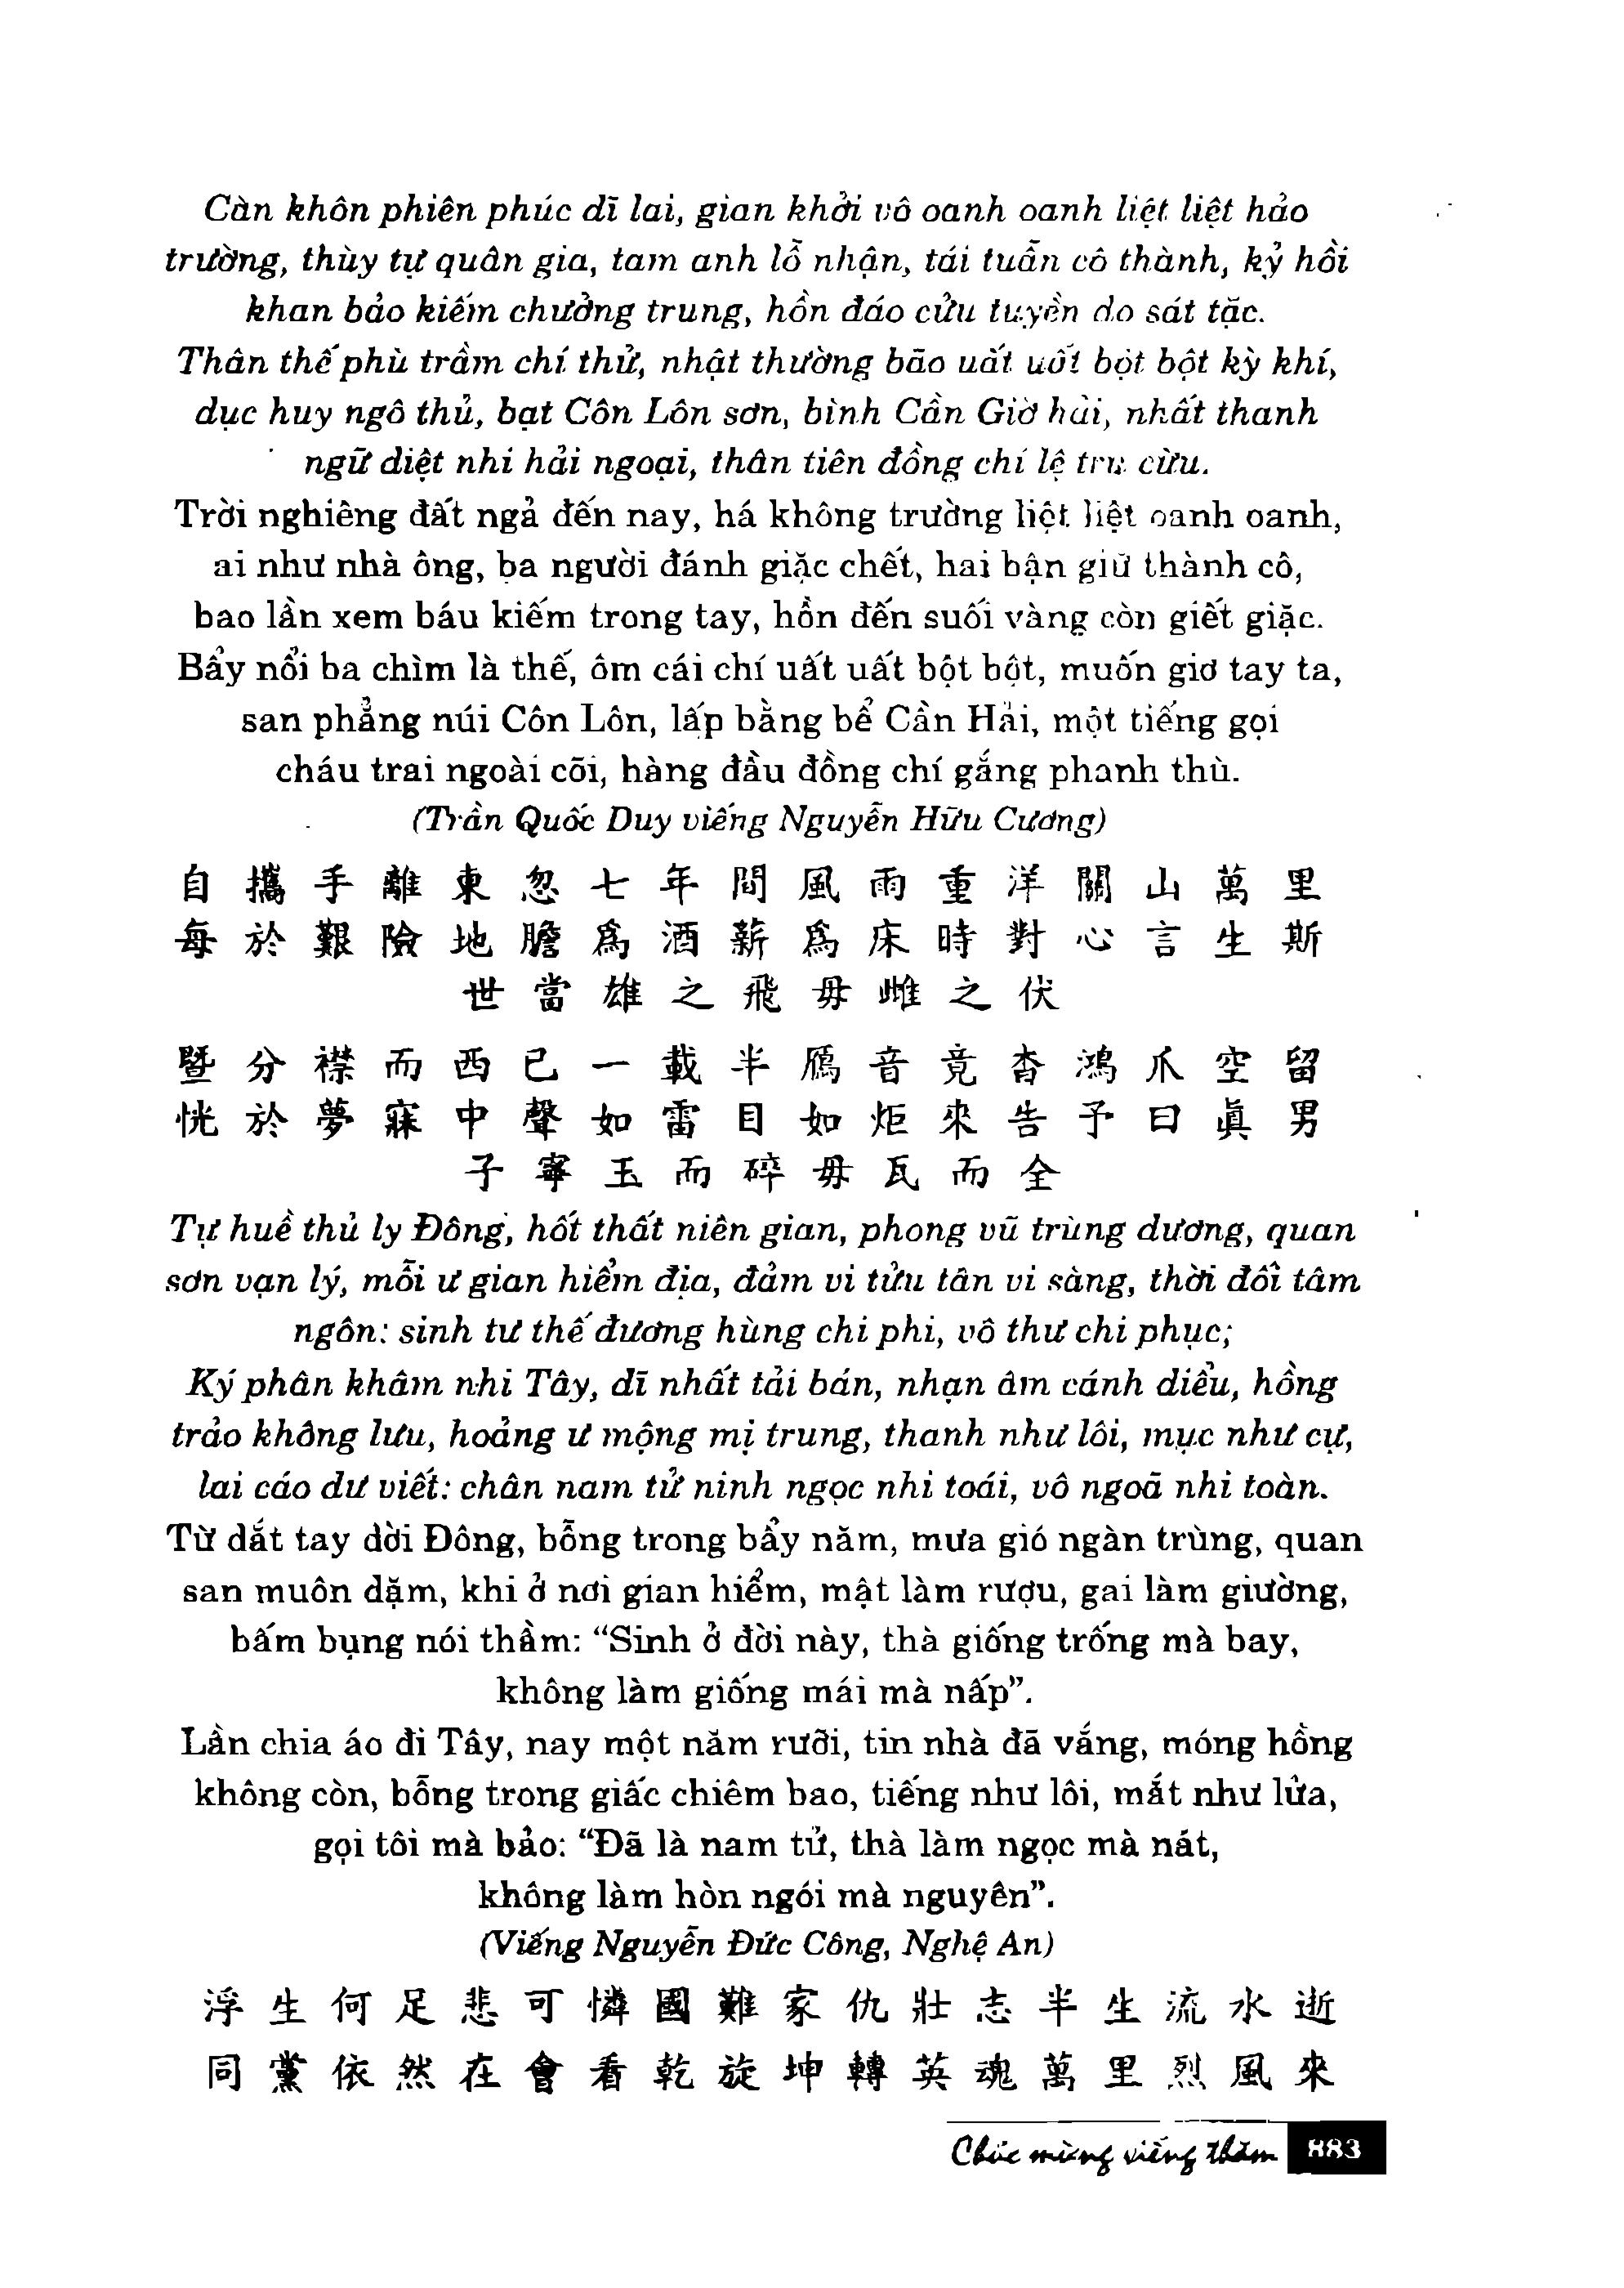 Càn khôn phiên phúc dĩ lai, gian khởi vô oanh oanh liệt liệt hảo
trường, thùy tự quân gia, tam anh lỗ nhận, tái tuẫn cô thành, kỷ hồi
khan bảo kiếm chưởng trung, hồn đáo cửu tuyền do sát tặc.
Thân thế phù trầm chí thử, nhật thường bão uất uất bột bột kỳ khí,
dục huy ngô thủ, bạt Côn Lôn sơn, bình Cần Giờ hải, nhất thanh
ngữ diệt nhi hải ngoại, thân tiên đồng chí lệ tru cừu.
Trời nghiêng đất ngả đến nay, há không trường liệt liệt oanh oanh,
ai như nhà ông, ba người đánh giặc chết, hai bận giữ thành cô,
bao lần xem báu kiếm trong tay, hồn đến suối vàng còn giết giặc.
Bẩy nổi ba chìm là thế, ôm cái chí uất uất bột bột, muốn giơ tay ta,
san phẳng núi Côn Lôn, lấp bằng bể Cần Hải, một tiếng gọi
cháu trai ngoài cõi, hàng đầu đồng chí gắng phanh thù.
(Trần Quốc Duy viếng Nguyễn Hữu Cương)
自攜手離東忽七年間風雨重洋關山萬里
每於艱險地膽爲酒薪爲床時對心言生斯
世當雄之飛毋雌之伏
暨分襟而西已一載半鴈音竟杳鴻爪空留
恍於夢寐中聲如雷目如炬來告予曰眞男
子寧玉而碎毋瓦而全
Tự huề thủ ly Đông, hốt thất niên gian, phong vũ trùng dương, quan
sơn vạn lý, mỗi ư gian hiểm địa, đảm vi tửu tân vi sàng, thời đối tâm
ngôn: sinh tư thế đương hùng chi phi, vô thư chi phục;
Ký phân khâm nhi Tây, dĩ nhất tải bán, nhạn âm cánh diểu, hồng
trảo không lưu, hoảng ư mộng mị trung, thanh như lôi, mục như cự,
lai cáo dư viết: chân nam tử ninh ngọc nhi toái, vô ngoã nhi toàn.
Từ dắt tay dời Đông, bỗng trong bẩy năm, mưa gió ngàn trùng, quan
san muôn dặm, khi ở nơi gian hiểm, mật làm rượu, gai làm giường,
bấm bụng nói thầm: “Sinh ở đời này, thà giống trống mà bay,
không làm giống mái mà nấp”.
Lần chia áo đi Tây, nay một năm rưỡi, tin nhà đã vắng, móng hồng
không còn, bỗng trong giấc chiêm bao, tiếng như lôi, mắt như lửa,
gọi tôi mà bảo: “Đã là nam tử, thà làm ngọc mà nát,
không làm hòn ngói mà nguyên”.
(Viếng Nguyễn Đức Công, Nghệ An)
浮生何足悲可憐國難家仇壯志半生流水逝
同黨依然在會看乾旋坤轉英魂萬里烈風來
Chúc mừng viếng thăm 883